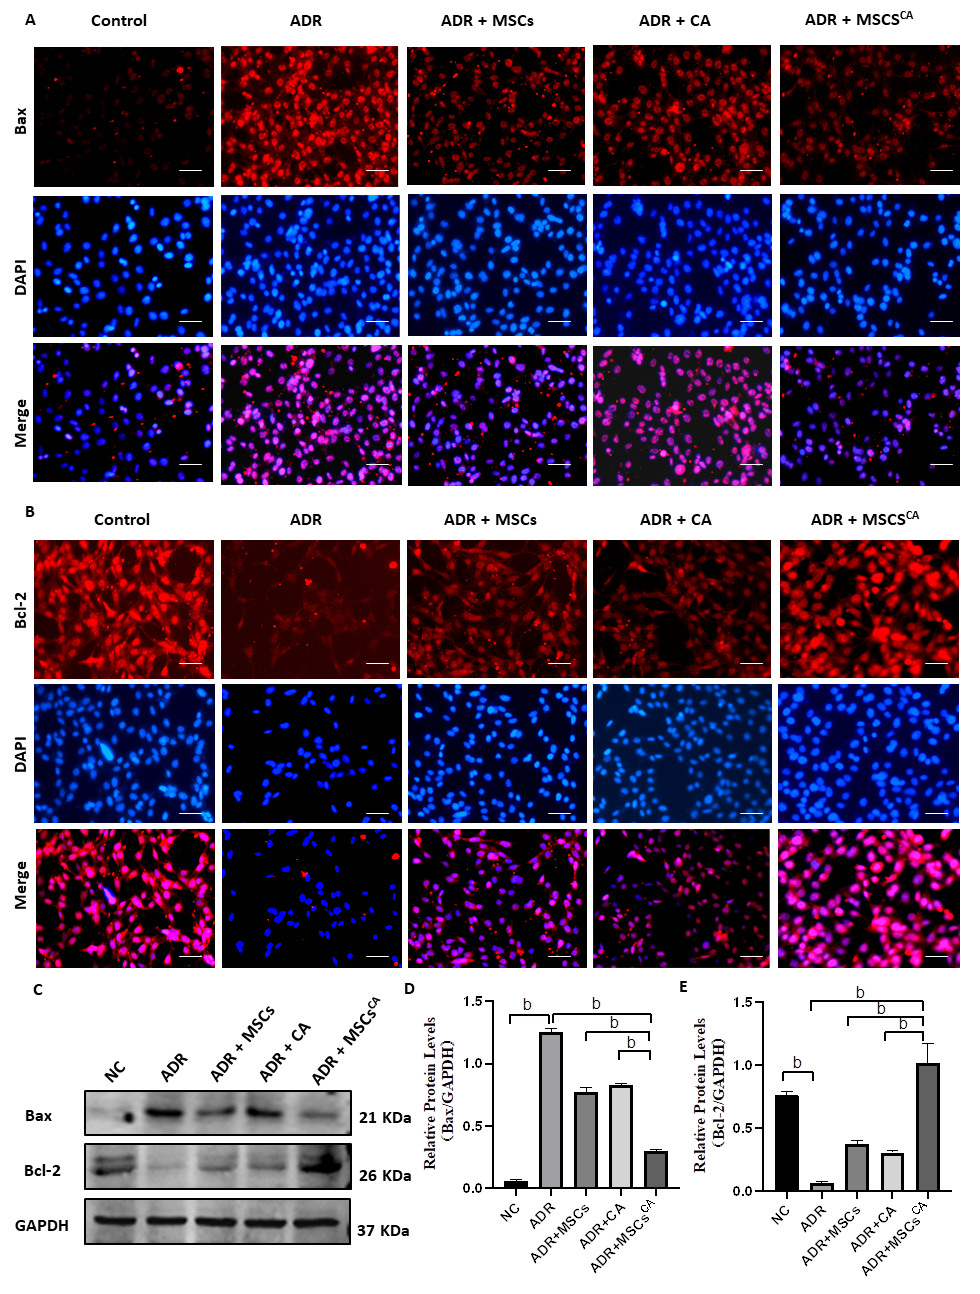 A
Control
ADR
ADR + MSCs
ADR + CA
ADR + MSCS^CA
Bax
DAPI
Merge
B
Control
ADR
ADR + MSCs
ADR + CA
ADR + MSCS^CA
Bcl-2
DAPI
Merge
C
NC
ADR
ADR + MSCs
ADR + CA
ADR + MSCs^CA
Bax
21 KDa
Bcl-2
26 KDa
GAPDH
37 KDa
D
Relative Protein Levels
(Bax/GAPDH)
1.5
1.0
0.5
0.0
b
b
b
b
NC
ADR
ADR+MSCs
ADR+CA
ADR+MSCs^CA
E
Relative Protein Levels
(Bcl-2/GAPDH)
1.5
1.0
0.5
0.0
b
b
b
b
NC
ADR
ADR+MSCs
ADR+CA
ADR+MSCs^CA